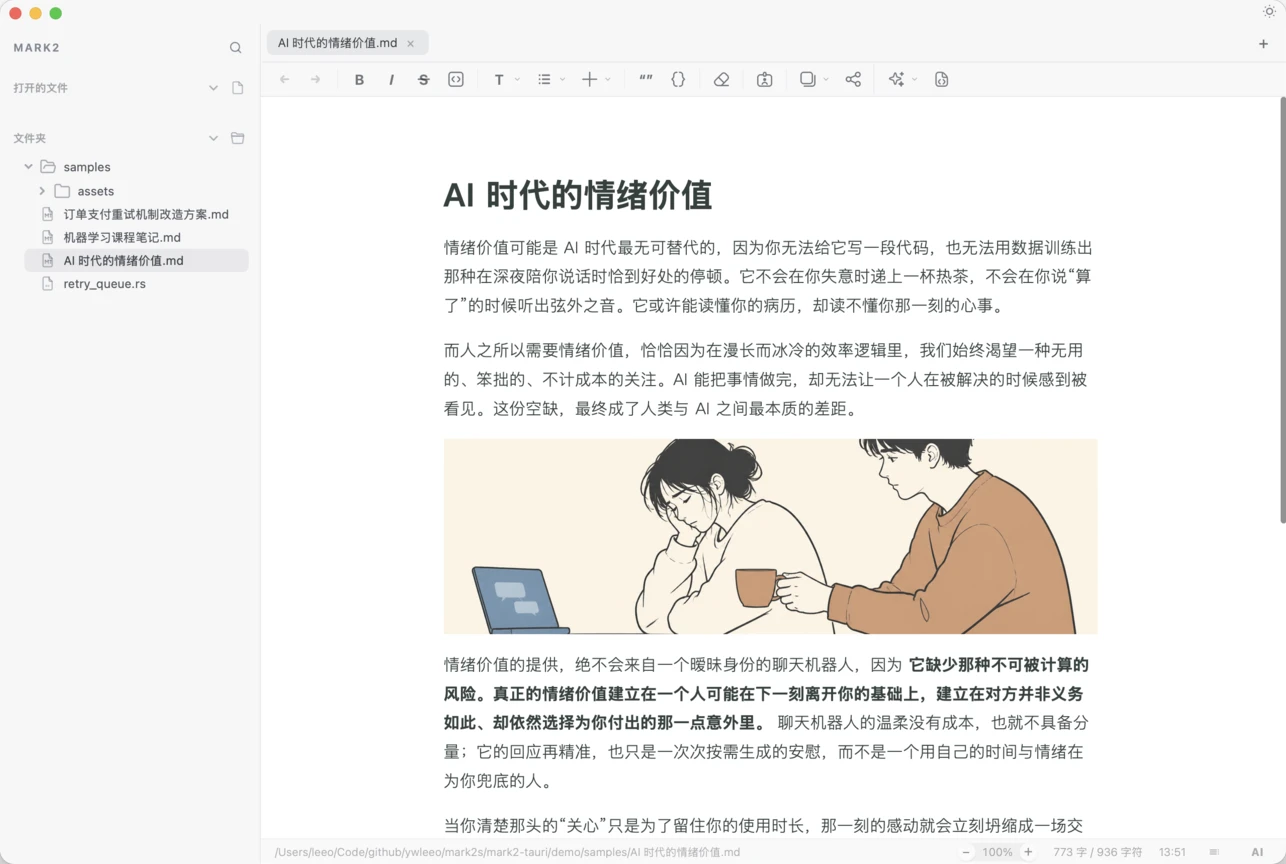 MARK2
打开的文件
文件夹
samples
assets
订单支付重试机制改造方案.md
机器学习课程笔记.md
AI 时代的情绪价值.md
retry_queue.rs
AI 时代的情绪价值.md
B I S T “” {}
AI 时代的情绪价值
情绪价值可能是 AI 时代最无可替代的，因为你无法给它写一段代码，也无法用数据训练出
那种在深夜陪你说话时恰到好处的停顿。它不会在你失意时递上一杯热茶，不会在你说“算
了”的时候听出弦外之音。它或许能读懂你的病历，却读不懂你那一刻的心事。
而人之所以需要情绪价值，恰恰因为在漫长而冰冷的效率逻辑里，我们始终渴望一种无用
的、笨拙的、不计成本的关注。AI 能把事情做完，却无法让一个人在被解决的时候感到被
看见。这份空缺，最终成了人类与 AI 之间最本质的差距。
情绪价值的提供，绝不会来自一个暧昧身份的聊天机器人，因为 它缺少那种不可被计算的
风险。真正的情绪价值建立在一个人可能在下一刻离开你的基础上，建立在对方并非义务
如此、却依然选择为你付出的那一点意外里。 聊天机器人的温柔没有成本，也就不具备分
量；它的回应再精准，也只是一次次按需生成的安慰，而不是一个用自己的时间与情绪在
为你兜底的人。
当你清楚那头的“关心”只是为了留住你的使用时长，那一刻的感动就会立刻坍缩成一场交
/Users/leeo/Code/github/ywleeo/mark2s/mark2-tauri/demo/samples/AI 时代的情绪价值.md
− 100% + 773 字 / 936 字符 13:51 AI